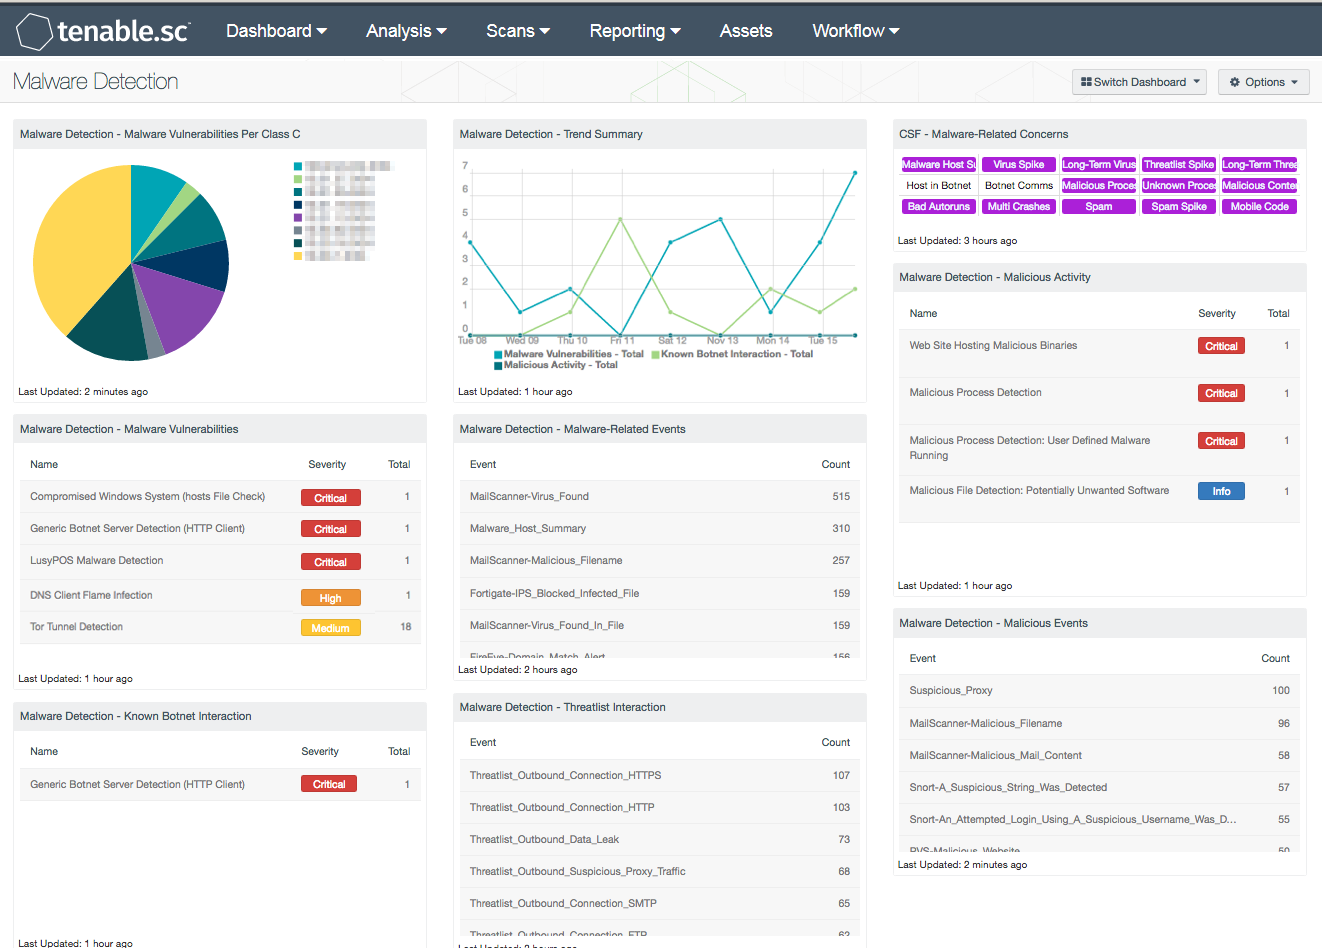 tenable.sc
Dashboard Analysis Scans Reporting Assets Workflow
Malware Detection
Switch Dashboard
Options
Malware Detection - Malware Vulnerabilities Per Class C
Last Updated: 2 minutes ago
Malware Detection - Malware Vulnerabilities
Name Severity Total
Compromised Windows System (hosts File Check) Critical 1
Generic Botnet Server Detection (HTTP Client) Critical 1
LusyPOS Malware Detection Critical 1
DNS Client Flame Infection High 1
Tor Tunnel Detection Medium 18
Last Updated: 1 hour ago
Malware Detection - Known Botnet Interaction
Name Severity Total
Generic Botnet Server Detection (HTTP Client) Critical 1
Last Updated: 1 hour ago
Malware Detection - Trend Summary
7
6
5
4
3
2
1
0
Tue 08 Wed 09 Thu 10 Fri 11 Sat 12 Nov 13 Mon 14 Tue 15
Malware Vulnerabilities - Total Known Botnet Interaction - Total
Malicious Activity - Total
Last Updated: 1 hour ago
Malware Detection - Malware-Related Events
Event Count
MailScanner-Virus_Found 515
Malware_Host_Summary 310
MailScanner-Malicious_Filename 257
Fortigate-IPS_Blocked_Infected_File 159
MailScanner-Virus_Found_In_File 159
FireEye-Domain_Match_Alert 156
Last Updated: 2 hours ago
Malware Detection - Threatlist Interaction
Event Count
Threatlist_Outbound_Connection_HTTPS 107
Threatlist_Outbound_Connection_HTTP 103
Threatlist_Outbound_Data_Leak 73
Threatlist_Outbound_Suspicious_Proxy_Traffic 68
Threatlist_Outbound_Connection_SMTP 65
Threatlist_Outbound_Connection_FTP 62
Last Updated: 2 hours ago
CSF - Malware-Related Concerns
Malware Host Su Virus Spike Long-Term Virus Threatlist Spike Long-Term Threa
Host in Botnet Botnet Comms Malicious Proces Unknown Proces Malicious Conter
Bad Autoruns Multi Crashes Spam Spam Spike Mobile Code
Last Updated: 3 hours ago
Malware Detection - Malicious Activity
Name Severity Total
Web Site Hosting Malicious Binaries Critical 1
Malicious Process Detection Critical 1
Malicious Process Detection: User Defined Malware Critical 1
Running
Malicious File Detection: Potentially Unwanted Software Info 1
Last Updated: 1 hour ago
Malware Detection - Malicious Events
Event Count
Suspicious_Proxy 100
MailScanner-Malicious_Filename 96
MailScanner-Malicious_Mail_Content 58
Snort-A_Suspicious_String_Was_Detected 57
Snort-An_Attempted_Login_Using_A_Suspicious_Username_Was_D... 55
PVS-Malicious_Website 50
Last Updated: 2 minutes ago